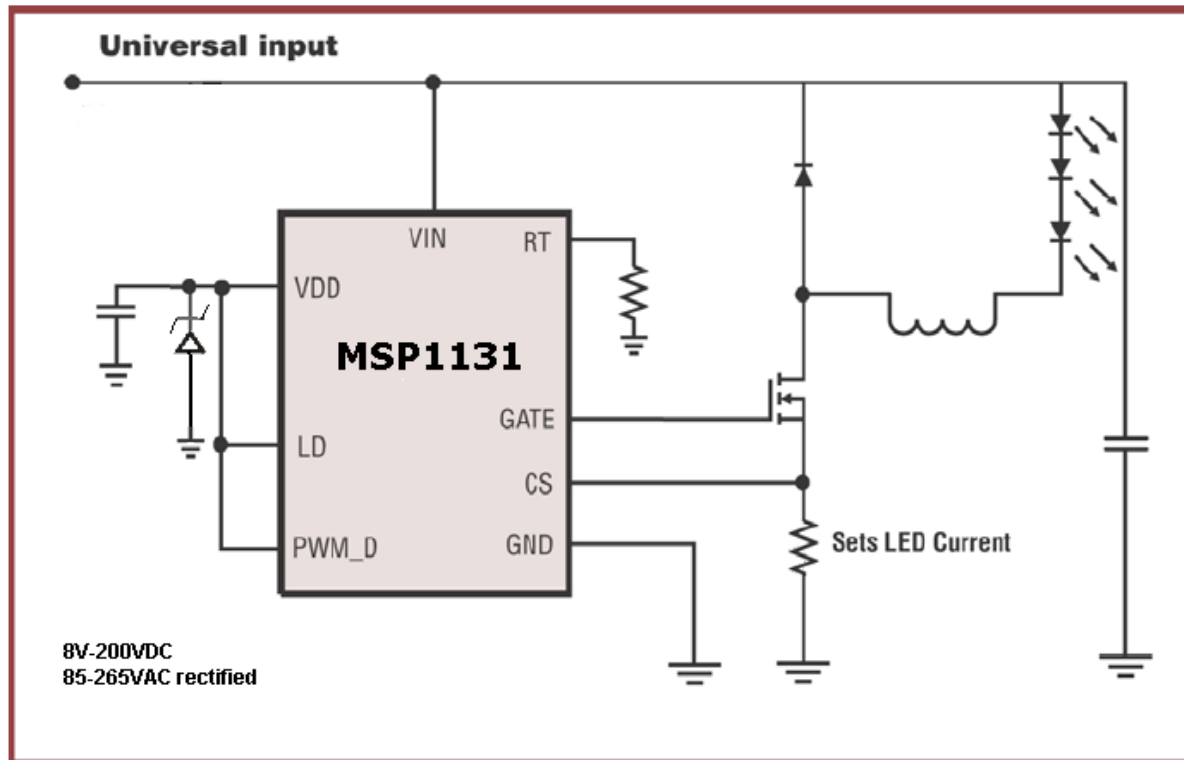 Universal input
VIN
RT
VDD
MSP1131
GATE
LD
CS
PWM_D
GND
Sets LED Current
8V-200VDC
85-265VAC rectified